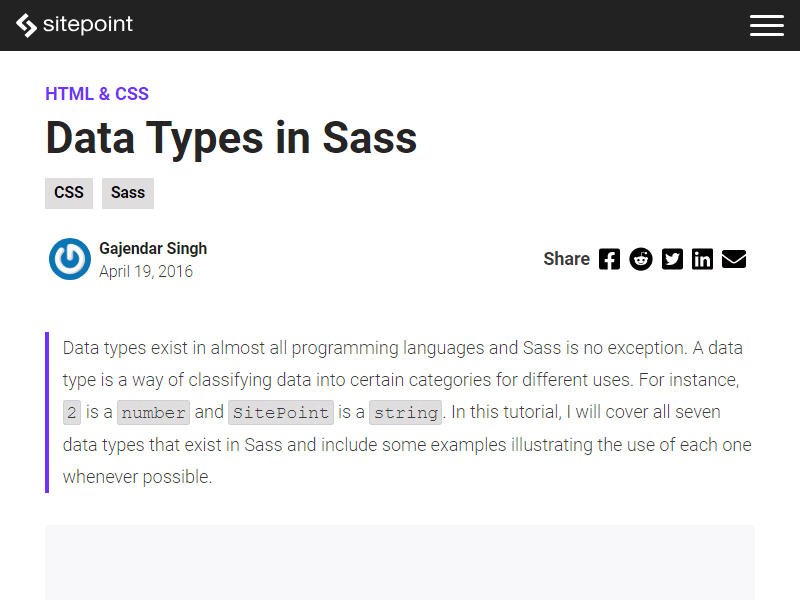 sitepoint
HTML & CSS
Data Types in Sass
CSS Sass
Gajendar Singh
April 19, 2016
Share
Data types exist in almost all programming languages and Sass is no exception. A data
type is a way of classifying data into certain categories for different uses. For instance,
2 is a number and SitePoint is a string. In this tutorial, I will cover all seven
data types that exist in Sass and include some examples illustrating the use of each one
whenever possible.